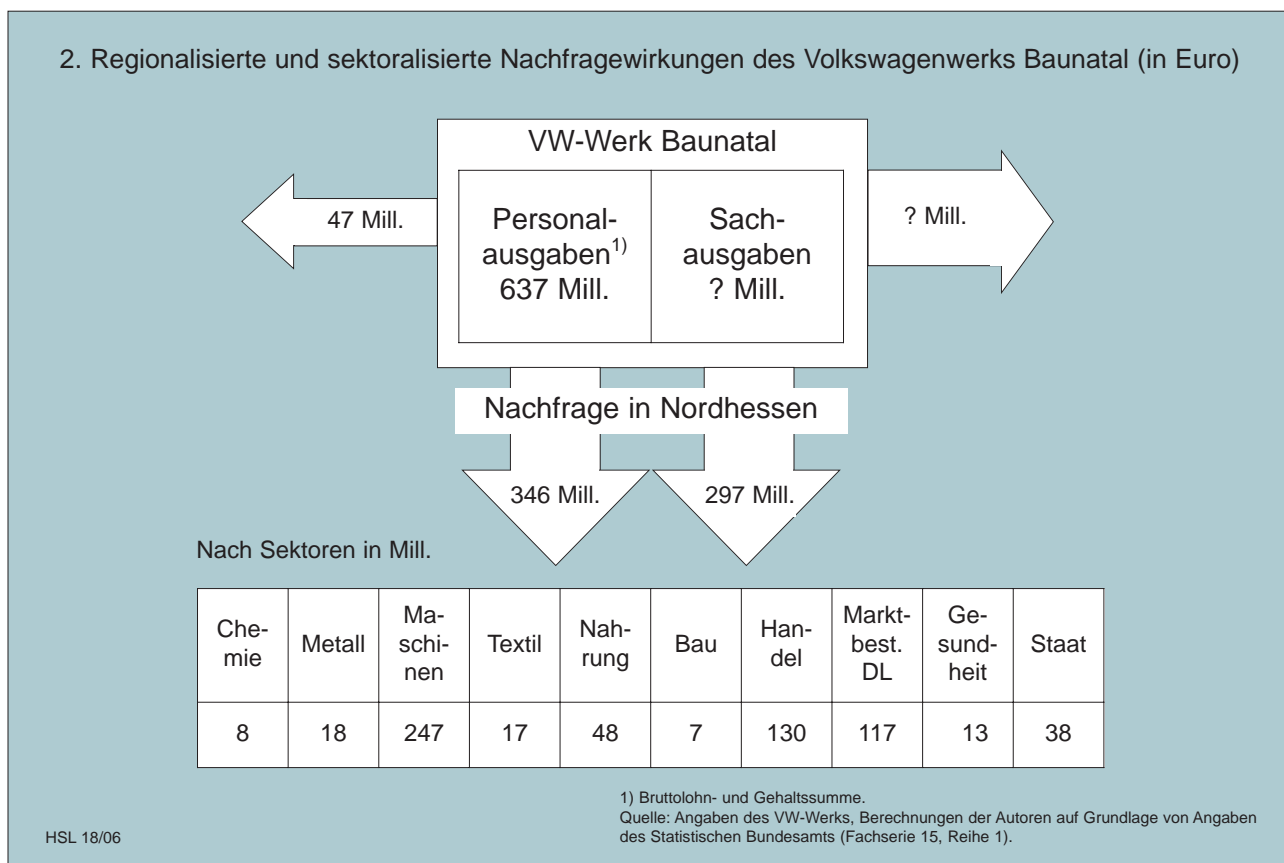 2. Regionalisierte und sektoralisierte Nachfragewirkungen des Volkswagenwerks Baunatal (in Euro)
VW-Werk Baunatal
47 Mill.
Personal-
ausgaben1)
637 Mill.
Sach-
ausgaben
? Mill.
? Mill.
Nachfrage in Nordhessen
346 Mill.
297 Mill.
Nach Sektoren in Mill.
Che-
mie
Metall
Ma-
schi-
nen
Textil
Nah-
rung
Bau
Han-
del
Markt-
best.
DL
Ge-
sund-
heit
Staat
8 18 247 17 48 7 130 117 13 38
1) Bruttolohn- und Gehaltssumme.
Quelle: Angaben des VW-Werks, Berechnungen der Autoren auf Grundlage von Angaben
des Statistischen Bundesamts (Fachserie 15, Reihe 1).
HSL 18/06